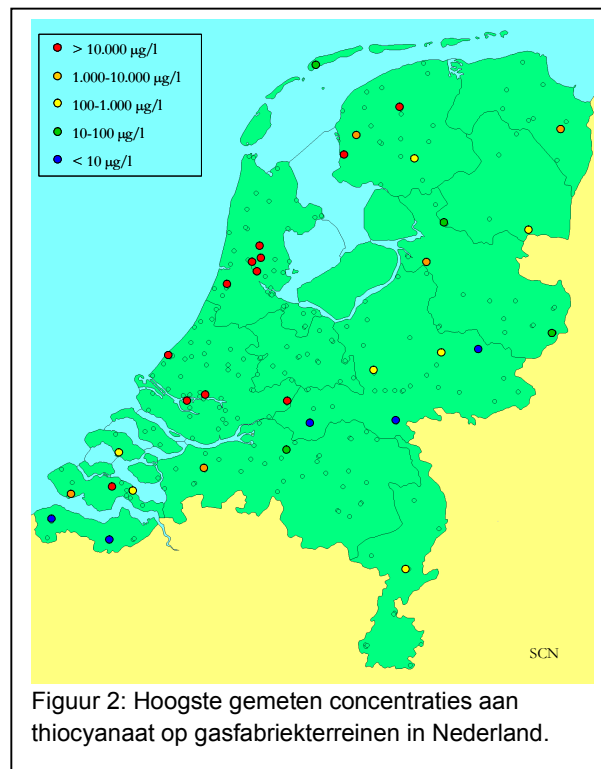 > 10.000 µg/l
1.000-10.000 µg/l
100-1.000 µg/l
10-100 µg/l
< 10 µg/l
SCN
Figuur 2: Hoogste gemeten concentraties aan
thiocyanaat op gasfabriekterreinen in Nederland.